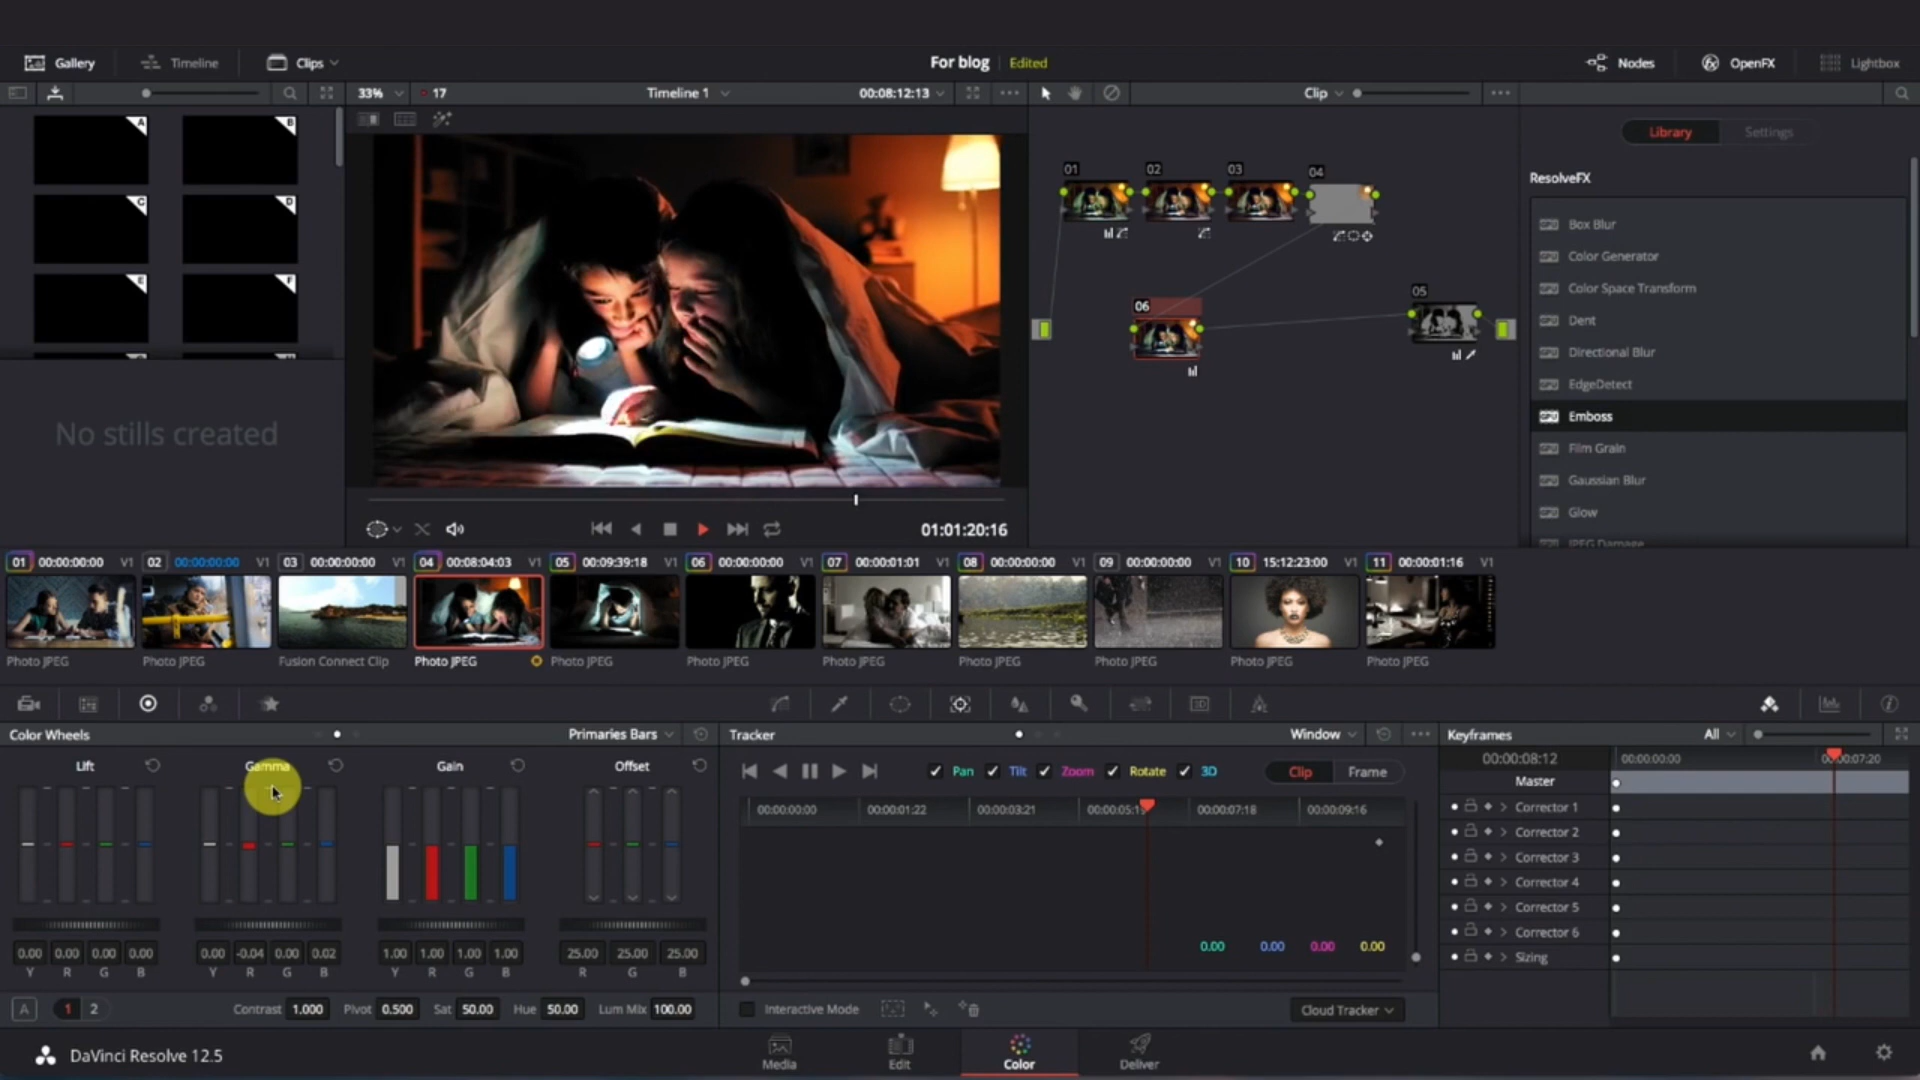 Gallery Timeline Clips For blog Edited Nodes OpenFX Lightbox
33% 17 Timeline 1 00:08:12:13 Clip
A B
C D
E F
No stills created
01 02 03 04
06
05
Library Settings
ResolveFX
Box Blur
Color Generator
Color Space Transform
Dent
Directional Blur
EdgeDetect
Emboss
Film Grain
Gaussian Blur
Glow
JPEG Damage
01:01:20:16
01 00:00:00:00 V1 02 00:00:00:00 V1 03 00:00:00:00 V1 04 00:08:04:03 V1 05 00:09:39:18 V1 06 00:00:00:00 V1 07 00:00:01:01 V1 08 00:00:00:00 V1 09 00:00:00:00 V1 10 15:12:23:00 V1 11 00:00:01:16 V1
Photo JPEG Photo JPEG Fusion Connect Clip Photo JPEG Photo JPEG Photo JPEG Photo JPEG Photo JPEG Photo JPEG Photo JPEG Photo JPEG
3D
Color Wheels Primaries Bars
Lift Gamma Gain Offset
0.00 0.00 0.00 0.00 0.00 -0.04 0.00 0.02 1.00 1.00 1.00 1.00 25.00 25.00 25.00
Y R G B Y R G B Y R G B R G B
A 1 2 Contrast 1.000 Pivot 0.500 Sat 50.00 Hue 50.00 Lum Mix 100.00
Tracker Window
Pan Tilt Zoom Rotate 3D Clip Frame
00:00:00:00 00:00:01:22 00:00:03:21 00:00:05:1 00:00:07:18 00:00:09:16
0.00 0.00 0.00 0.00
Interactive Mode Cloud Tracker
Keyframes All
00:00:08:12 00:00:00:00 00:00:07:20
Master
Corrector 1
Corrector 2
Corrector 3
Corrector 4
Corrector 5
Corrector 6
Sizing
DaVinci Resolve 12.5 Media Edit Color Deliver